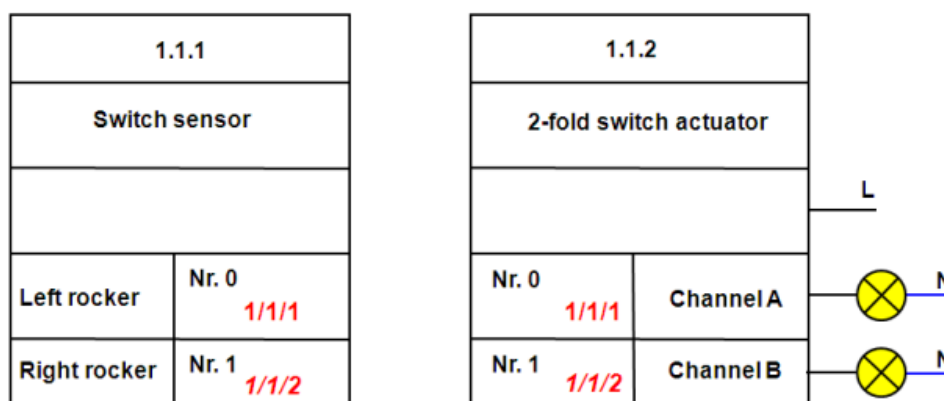 1.1.1
Switch sensor
Left rocker
Nr. 0
1/1/1
Right rocker
Nr. 1
1/1/2
1.1.2
2-fold switch actuator
L
Nr. 0
1/1/1
Channel A
N
Nr. 1
1/1/2
Channel B
N